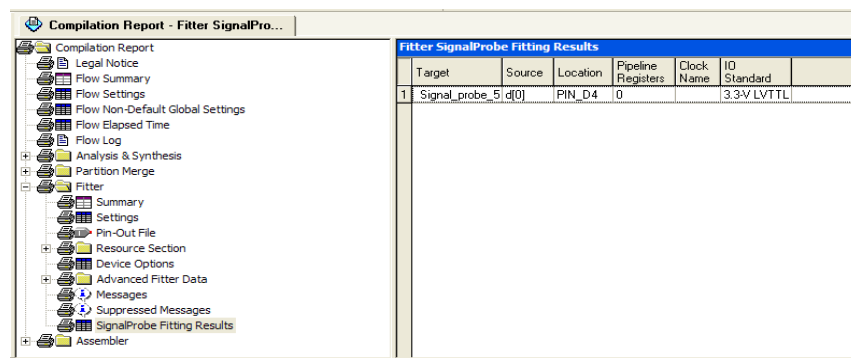 Compilation Report - Fitter SignalPro...
Compilation Report
Legal Notice
Flow Summary
Flow Settings
Flow Non-Default Global Settings
Flow Elapsed Time
Flow Log
Analysis & Synthesis
Partition Merge
Fitter
Summary
Settings
Pin-Out File
Resource Section
Device Options
Advanced Fitter Data
Messages
Suppressed Messages
SignalProbe Fitting Results
Assembler
Fitter SignalProbe Fitting Results
Target Source Location Pipeline Registers Clock Name IO Standard
1 Signal_probe_5 d[0] PIN_D4 0 3.3-V LVTTL